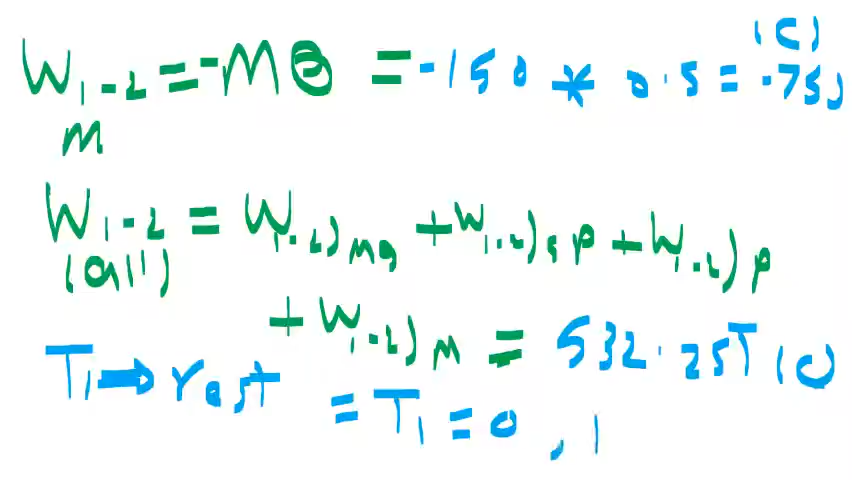 (C)
W₁₋₂ = -Mθ = -150 * 0.5 = -75J
M
W₁₋₂ = W₁₋₂)mg + W₁₋₂)sp + W₁₋₂)p
(all)
+ W₁₋₂)M = 532.25J (C)
T₁ → rest = T₁ = 0 , 1